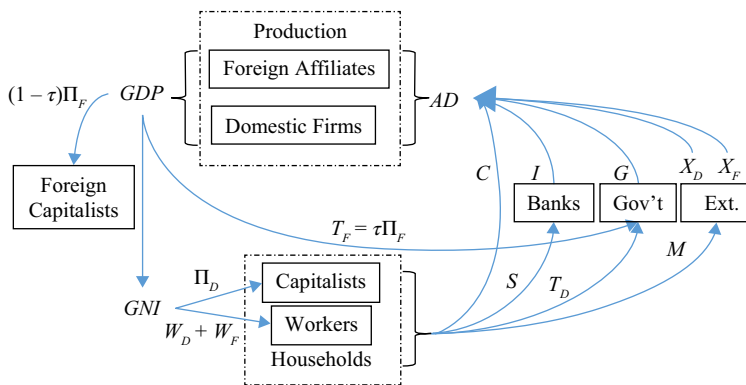 Production
Foreign Affiliates
(1 – τ)Π_F
GDP
AD
Domestic Firms
C
I
G
X_D
X_F
Foreign
Capitalists
Banks
Gov't
Ext.
T_F = τΠ_F
M
Π_D
Capitalists
S
T_D
GNI
Workers
W_D + W_F
Households